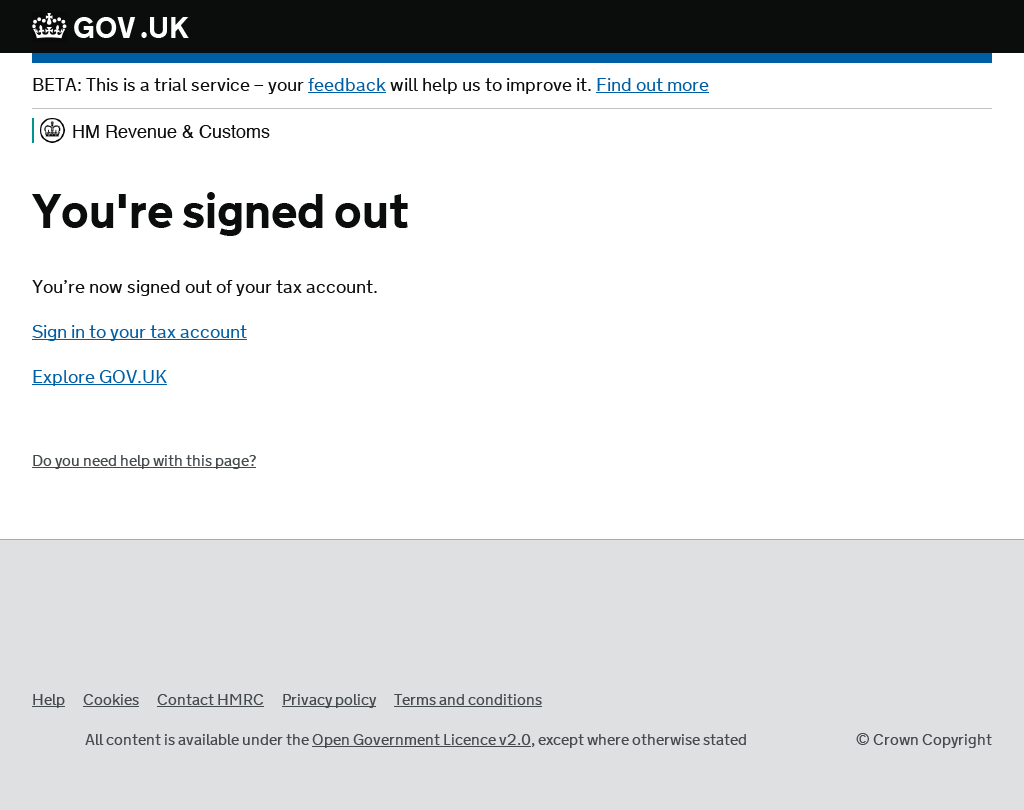 GOV.UK
BETA: This is a trial service – your feedback will help us to improve it. Find out more
HM Revenue & Customs
You're signed out
You’re now signed out of your tax account.
Sign in to your tax account
Explore GOV.UK
Do you need help with this page?
Help Cookies Contact HMRC Privacy policy Terms and conditions
All content is available under the Open Government Licence v2.0, except where otherwise stated © Crown Copyright